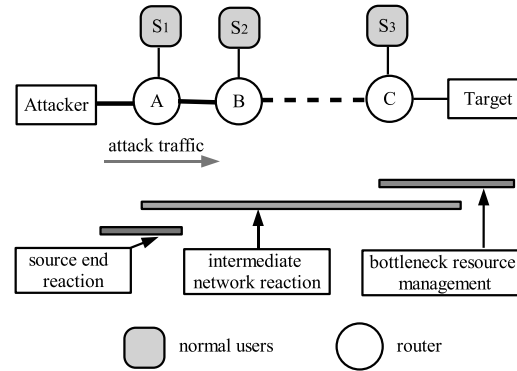 S1
S2
S3
Attacker
A
B
C
Target
attack traffic
source end
reaction
intermediate
network reaction
bottleneck resource
management
normal users
router